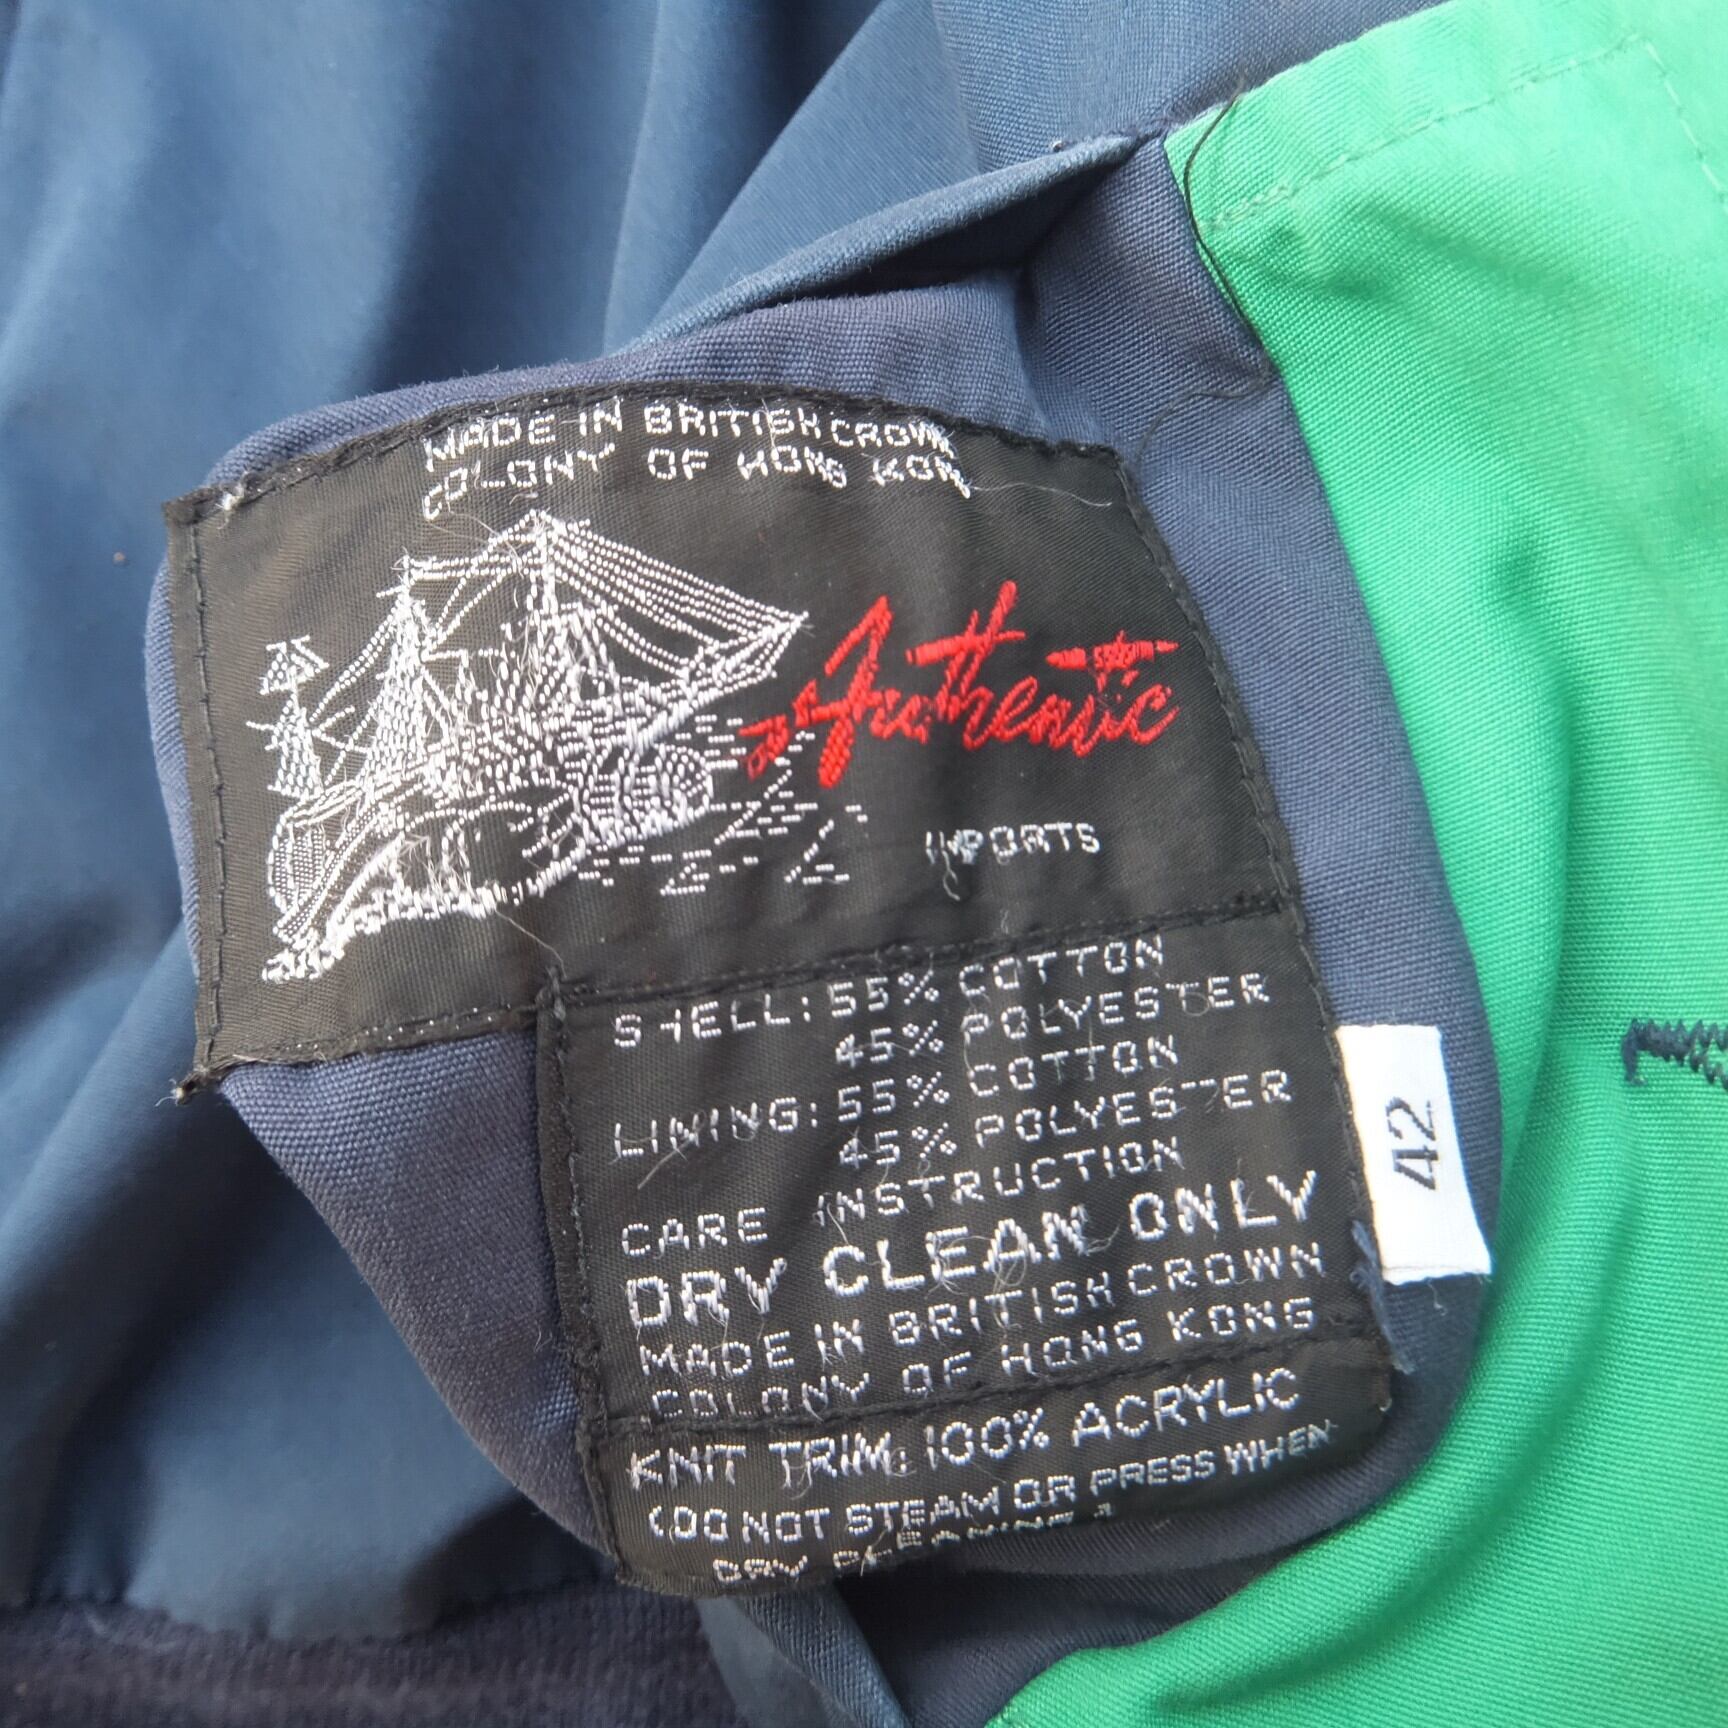 MADE IN BRITISH CROWN
COLONY OF HONG KONG
Authentic
IMPORTS
SHELL: 55% COTTON
45% POLYESTER
LINING: 55% COTTON
45% POLYESTER
CARE INSTRUCTION
DRY CLEAN ONLY
MADE IN BRITISH CROWN
COLONY OF HONG KONG
KNIT TRIM: 100% ACRYLIC
(DO NOT STEAM OR PRESS WHEN
DRY CLEANING.)
42